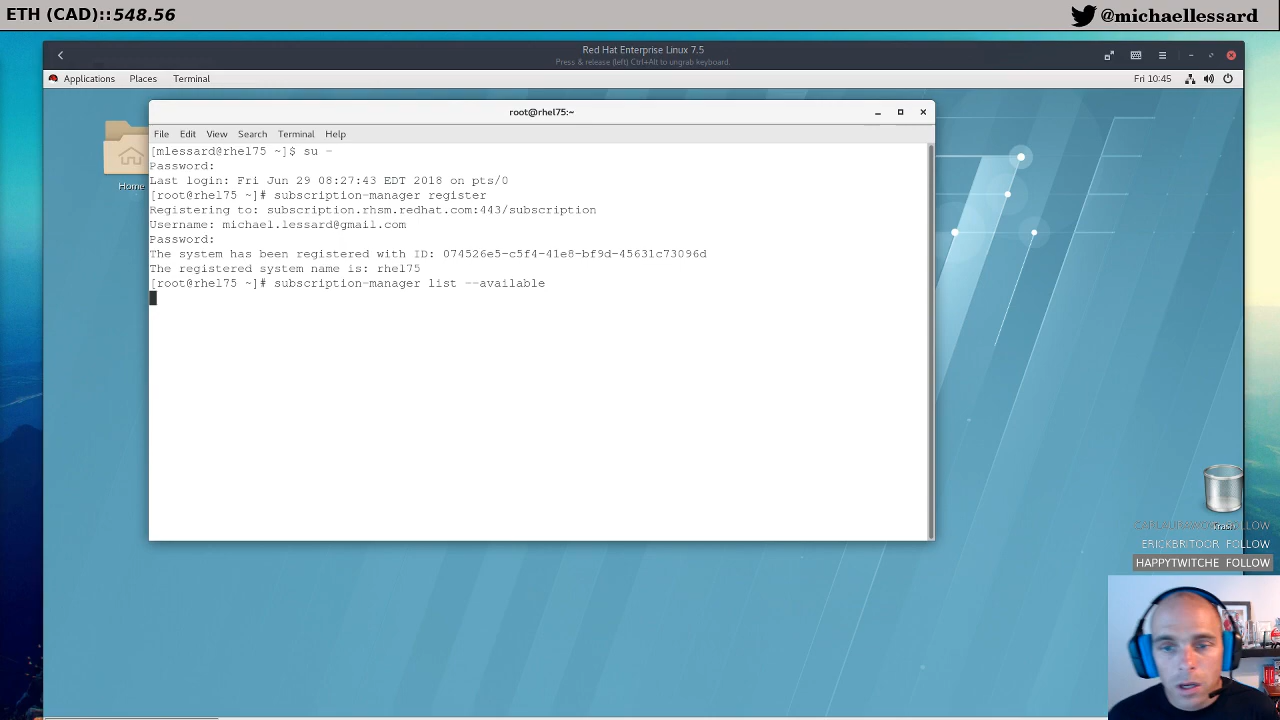 ETH (CAD)::548.56
@michaellessard
Red Hat Enterprise Linux 7.5
Press & release (left) Ctrl+Alt to ungrab keyboard.
Applications Places Terminal
Fri 10:45
Home
root@rhel75:~
File Edit View Search Terminal Help
[mlessard@rhel75 ~]$ su -
Password:
Last login: Fri Jun 29 08:27:43 EDT 2018 on pts/0
[root@rhel75 ~]# subscription-manager register
Registering to: subscription.rhsm.redhat.com:443/subscription
Username: michael.lessard@gmail.com
Password:
The system has been registered with ID: 074526e5-c5f4-41e8-bf9d-45631c73096d
The registered system name is: rhel75
[root@rhel75 ~]# subscription-manager list --available
Trash
FOLLOW
ERICKBRITOOR FOLLOW
HAPPYTWITCHE FOLLOW